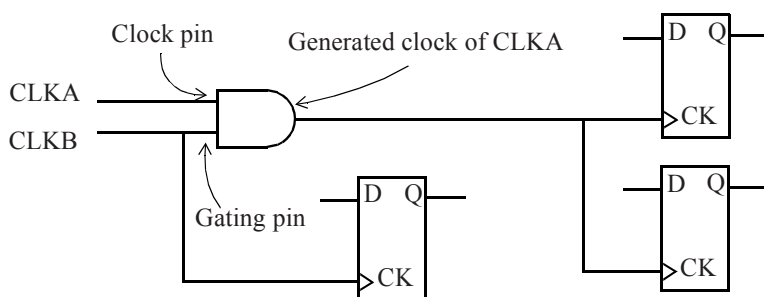 Clock pin
Generated clock of CLKA
D Q
CLKA
CK
CLKB
D Q
D Q
Gating pin
CK
CK